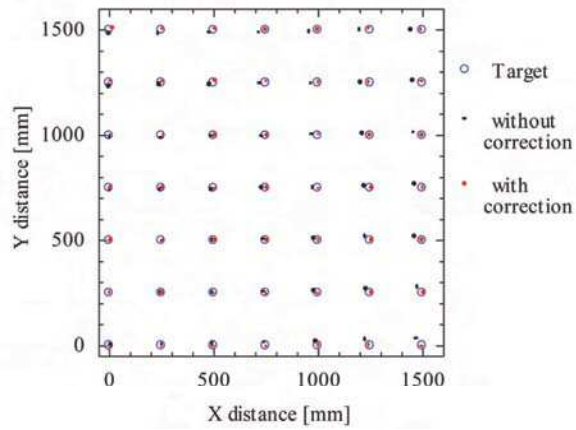 1500
1000
500
0
Y distance [mm]
0
500
1000
1500
X distance [mm]
Target
without
correction
with
correction